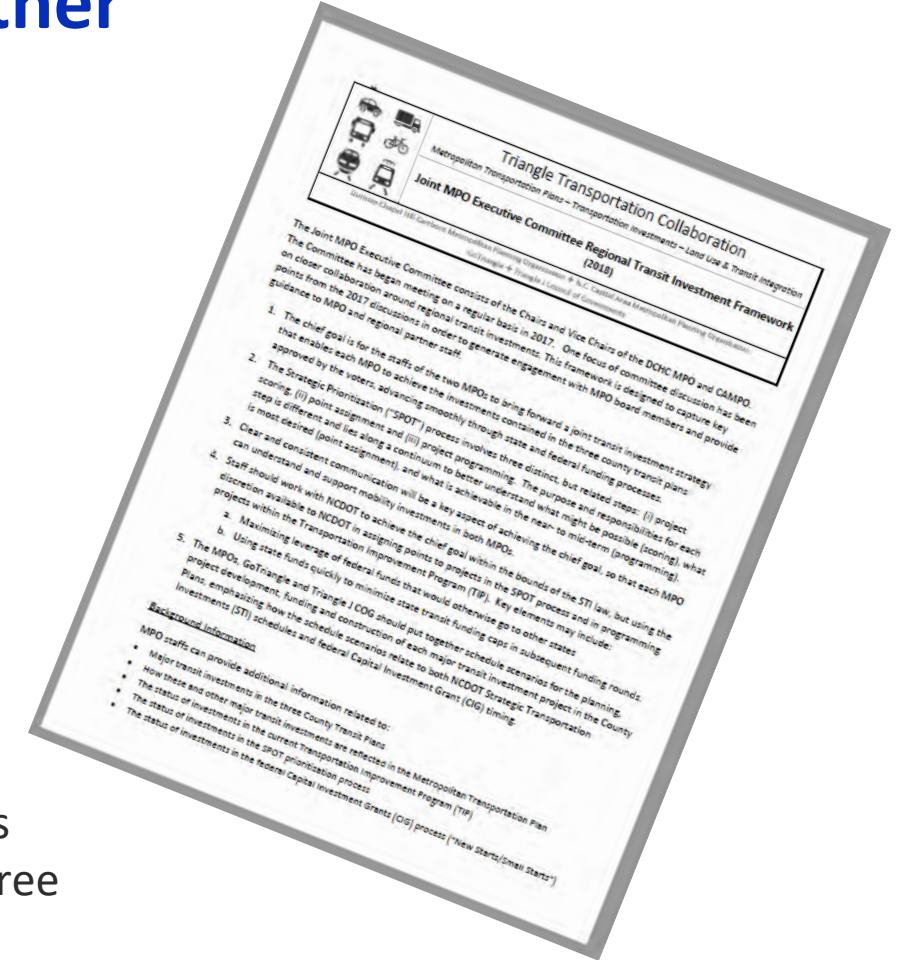 ther
Triangle Transportation Collaboration
Metropolitan Transportation Plans – Transportation Investments – Land Use & Transit Integration
Joint MPO Executive Committee Regional Transit Investment Framework
(2018)
Durham Chapel Hill Carrboro Metropolitan Planning Organization + N.C. Capital Area Metropolitan Planning Organization
GoTriangle + Triangle J Council of Governments
The Joint MPO Executive Committee consists of the Chairs and Vice Chairs of the DCHC MPO and CAMPO.
The Committee has began meeting on a regular basis in 2017. One focus of committee discussion has been
on closer collaboration around regional transit investments. This framework is designed to capture key
points from the 2017 discussions in order to generate engagement with MPO board members and provide
guidance to MPO and regional partner staff.
1. The chief goal is for the staffs of the two MPOs to bring forward a joint transit investment strategy
that enables each MPO to achieve the investments contained in the three county transit plans
approved by the voters, advancing smoothly through state and federal funding processes.
2. The Strategic Prioritization ("SPOT") process involves three distinct, but related steps: (i) project
scoring, (ii) point assignment and (iii) project programming. The purpose and responsibilities for each
step is different and lies along a continuum to better understand what might be possible (scoring), what
is most desired (point assignment), and what is achievable in the near- to mid-term (programming).
3. Clear and consistent communication will be a key aspect of achieving the chief goal, so that each MPO
can understand and support mobility investments in both MPOs.
4. Staff should work with NCDOT to achieve the chief goal within the bounds of the STI law, but using the
discretion available to NCDOT in assigning points to projects in the SPOT process and in programming
projects within the Transportation Improvement Program (TIP). Key elements may include:
a. Maximizing leverage of federal funds that would otherwise go to other states
b. Using state funds quickly to minimize state transit funding caps in subsequent funding rounds.
5. The MPOs, GoTriangle and Triangle J COG should put together schedule scenarios for the planning,
project development, funding and construction of each major transit investment project in the County
Plans, emphasizing how the schedule scenarios relate to both NCDOT Strategic Transportation
Investments (STI) schedules and federal Capital Investment Grant (CIG) timing.
Background Information
MPO staffs can provide additional information related to:
• Major transit investments in the three County Transit Plans
• How these and other major transit investments are reflected in the Metropolitan Transportation Plan
• The status of investments in the current Transportation Improvement Program (TIP)
• The status of investments in the SPOT prioritization process
• The status of investments in the federal Capital Investment Grants (CIG) process ("New Starts/Small Starts")
s
ree